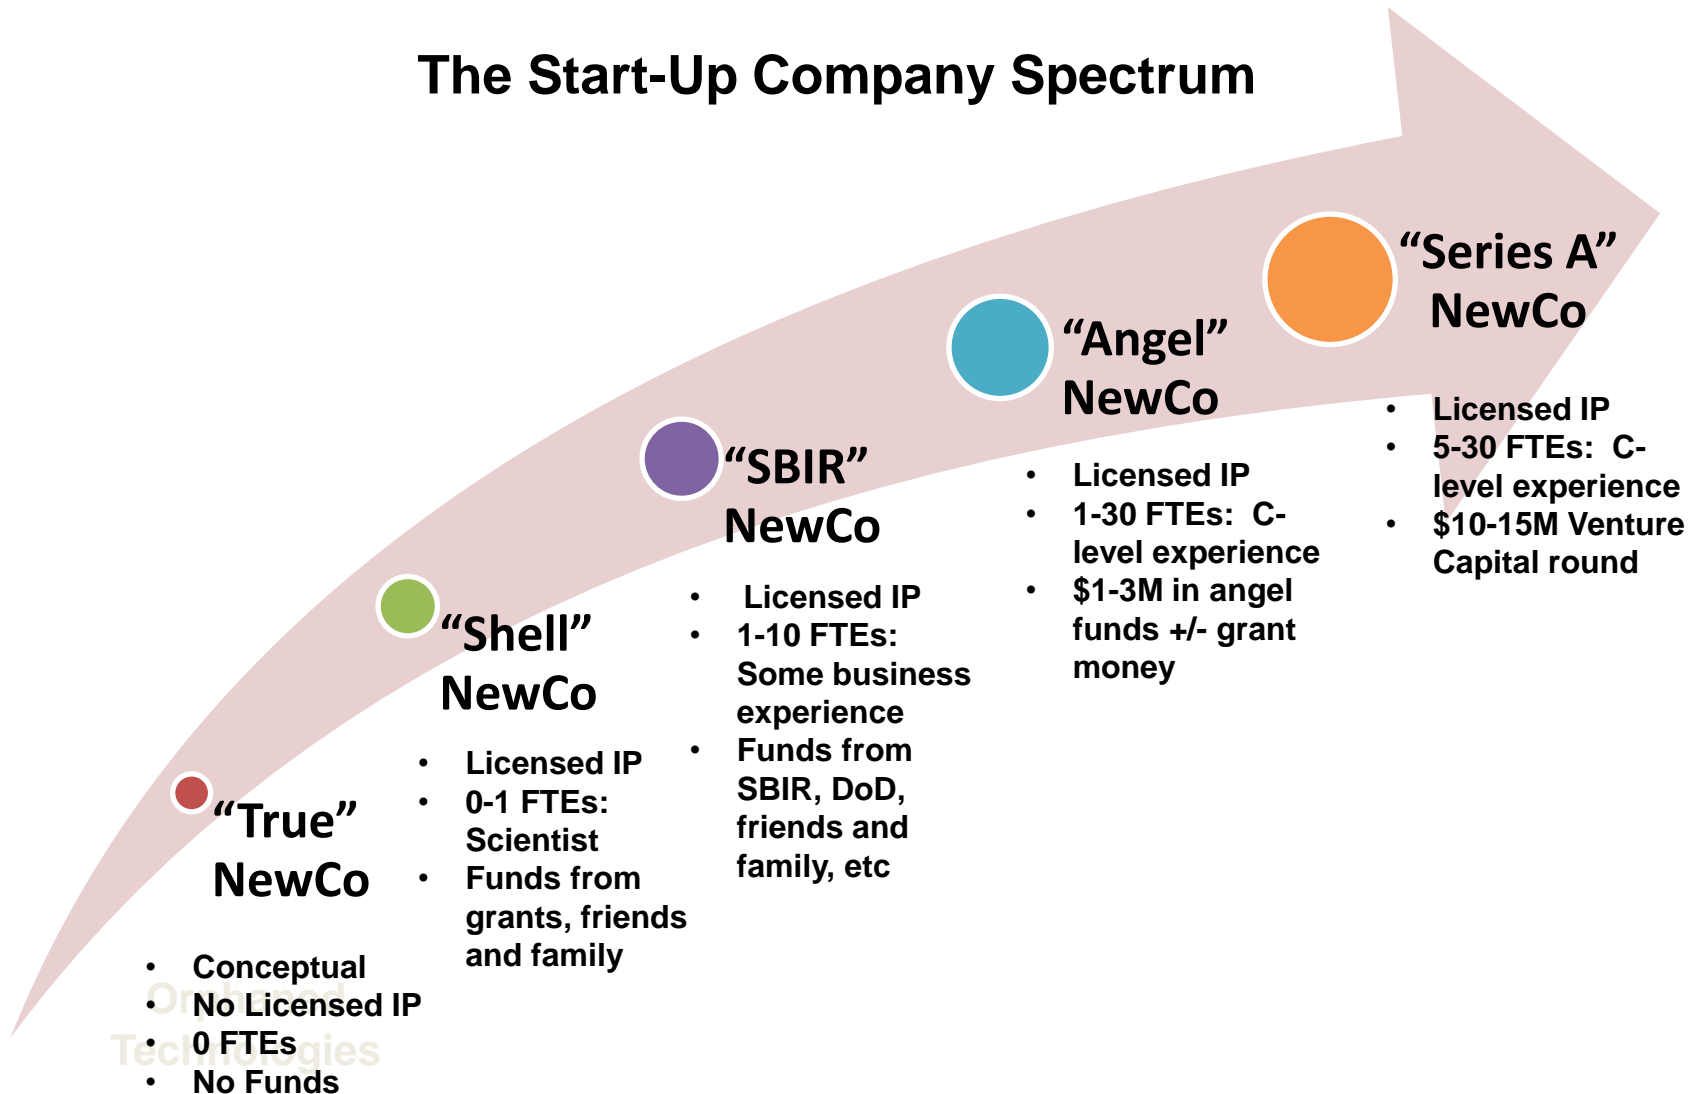 The Start-Up Company Spectrum
“True”
NewCo
• Conceptual
• No Licensed IP
• 0 FTEs
• No Funds
Orphaned
Technologies
“Shell”
NewCo
• Licensed IP
• 0-1 FTEs:
Scientist
• Funds from
grants, friends
and family
“SBIR”
NewCo
• Licensed IP
• 1-10 FTEs:
Some business
experience
• Funds from
SBIR, DoD,
friends and
family, etc
“Angel”
NewCo
• Licensed IP
• 1-30 FTEs:  C-
level experience
• $1-3M in angel
funds +/- grant
money
“Series A”
NewCo
• Licensed IP
• 5-30 FTEs:  C-
level experience
• $10-15M Venture
Capital round